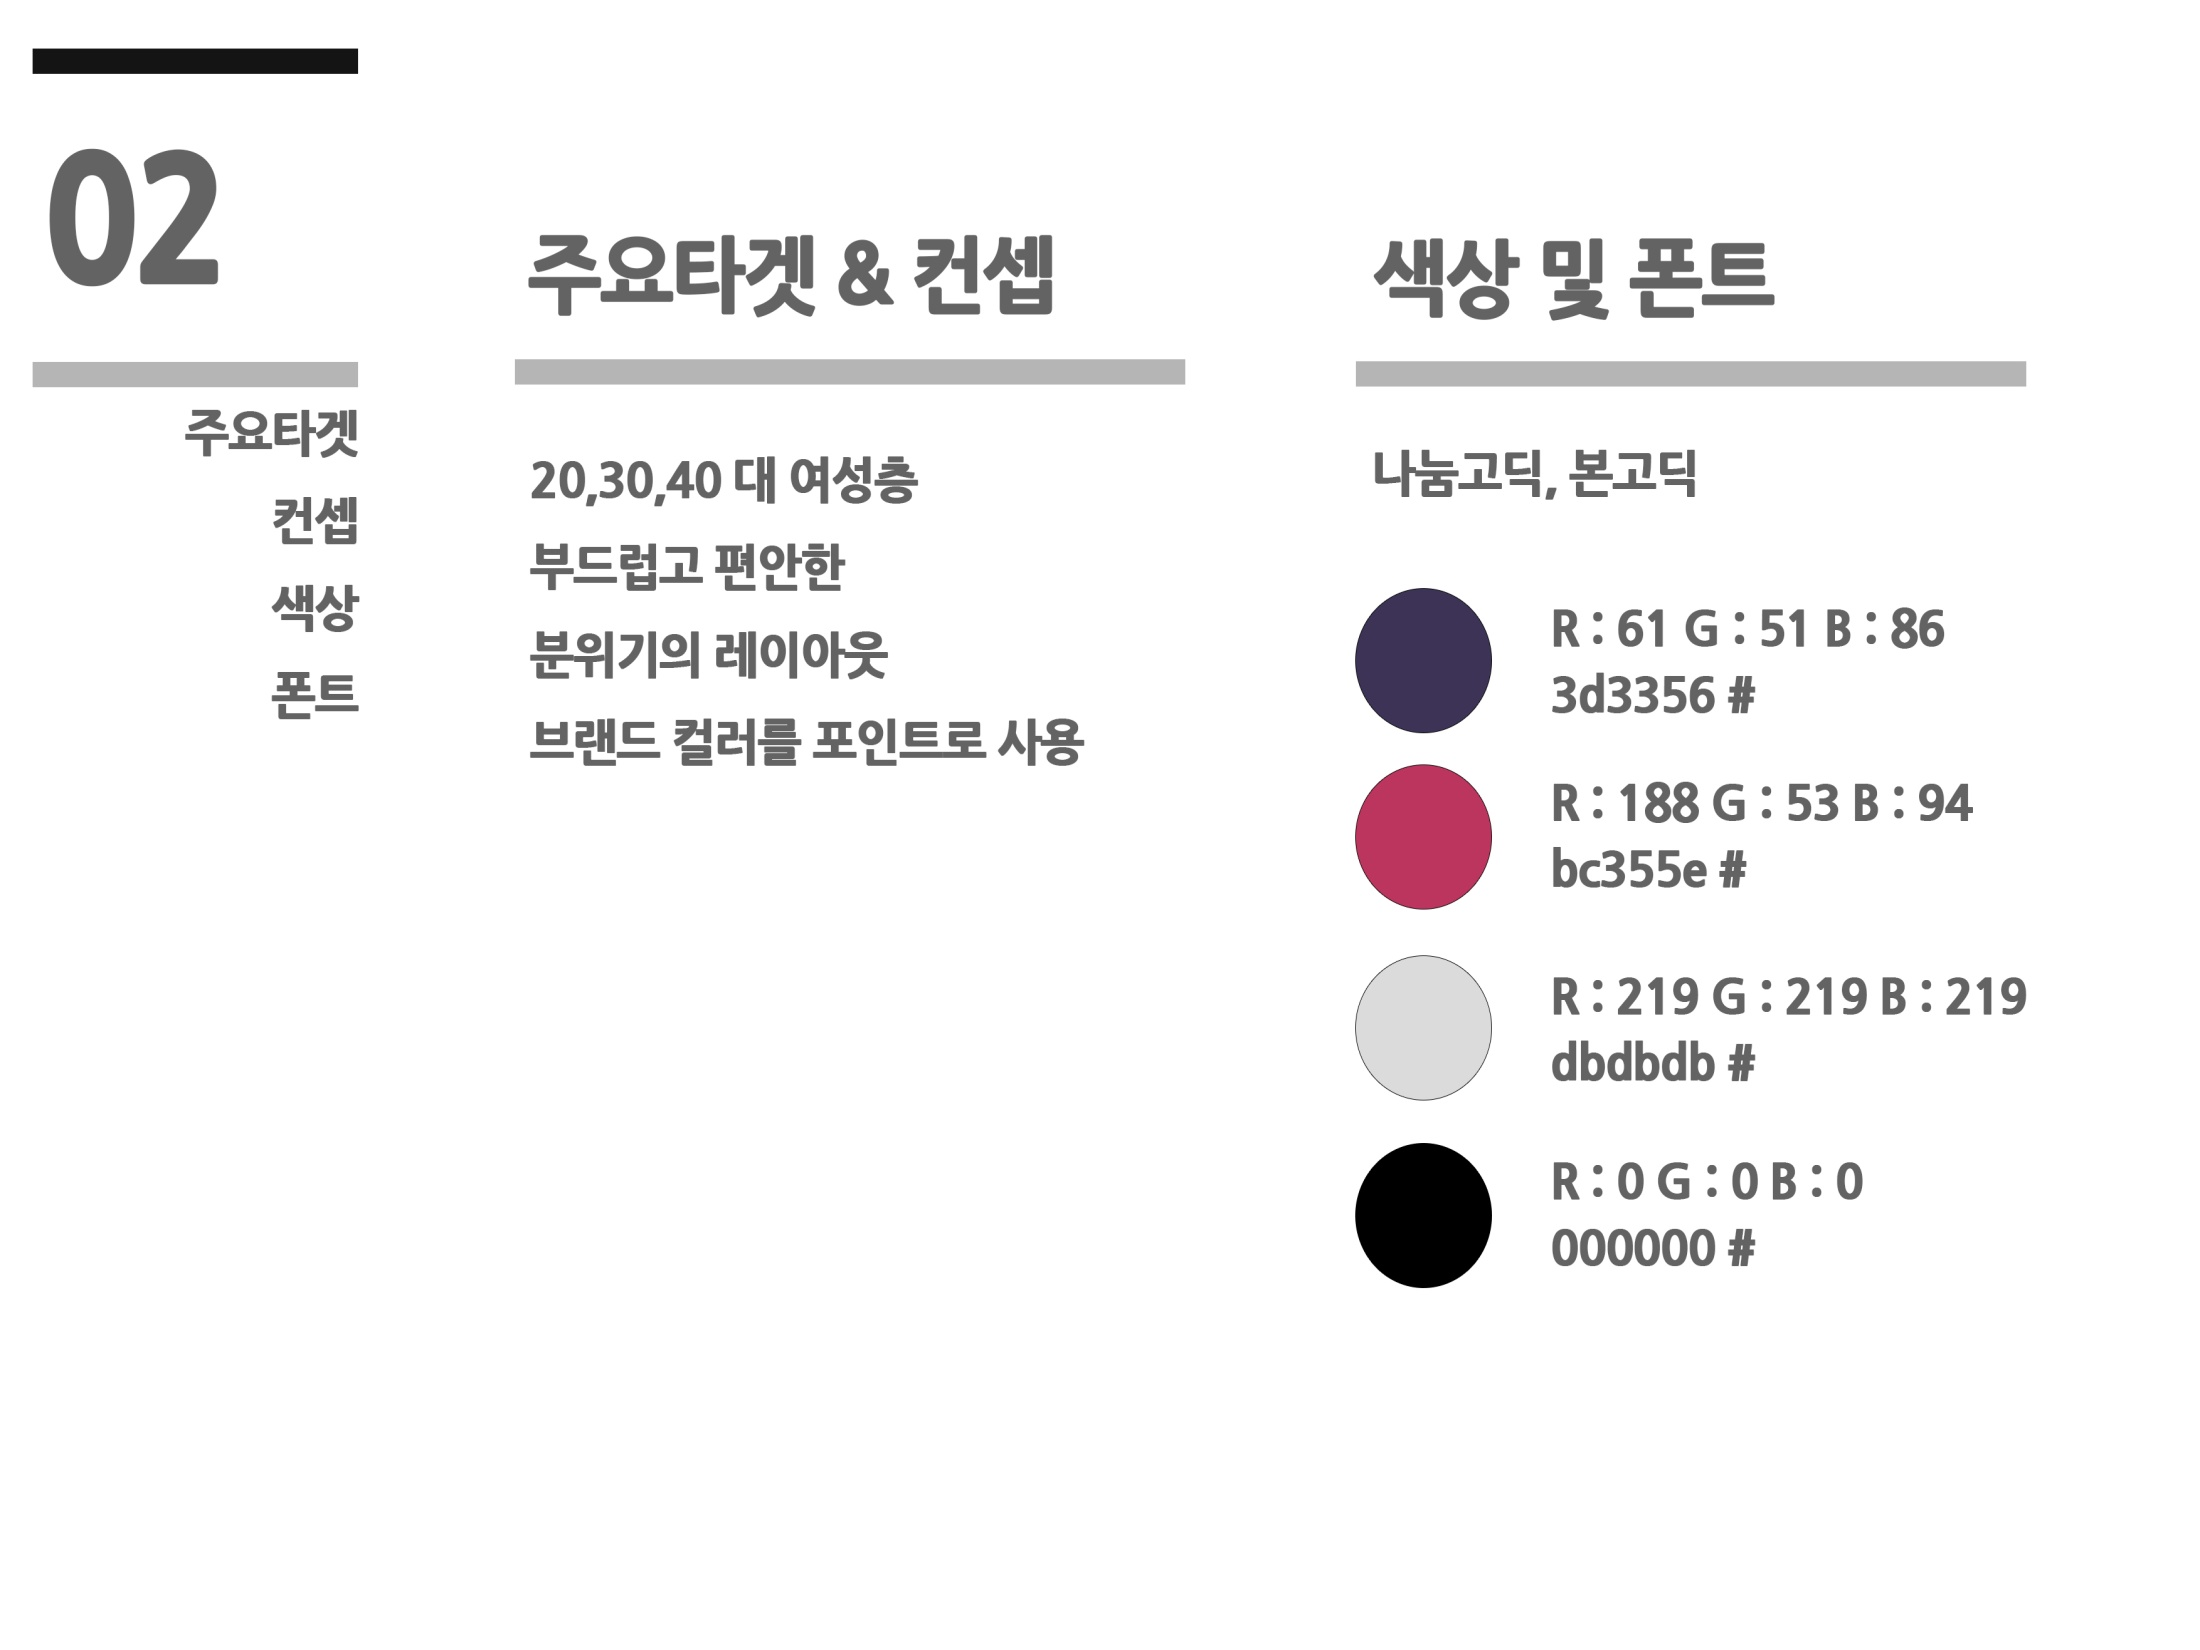 02
주요타겟
컨셉
색상
폰트
주요타겟 & 컨셉
20,30,40 대 여성층
부드럽고 편안한
분위기의 레이아웃
브랜드 컬러를 포인트로 사용
색상 및 폰트
나눔고딕, 본고딕
R : 61 G : 51 B : 86
3d3356 #
R : 188 G : 53 B : 94
bc355e #
R : 219 G : 219 B : 219
dbdbdb #
R : 0 G : 0 B : 0
000000 #